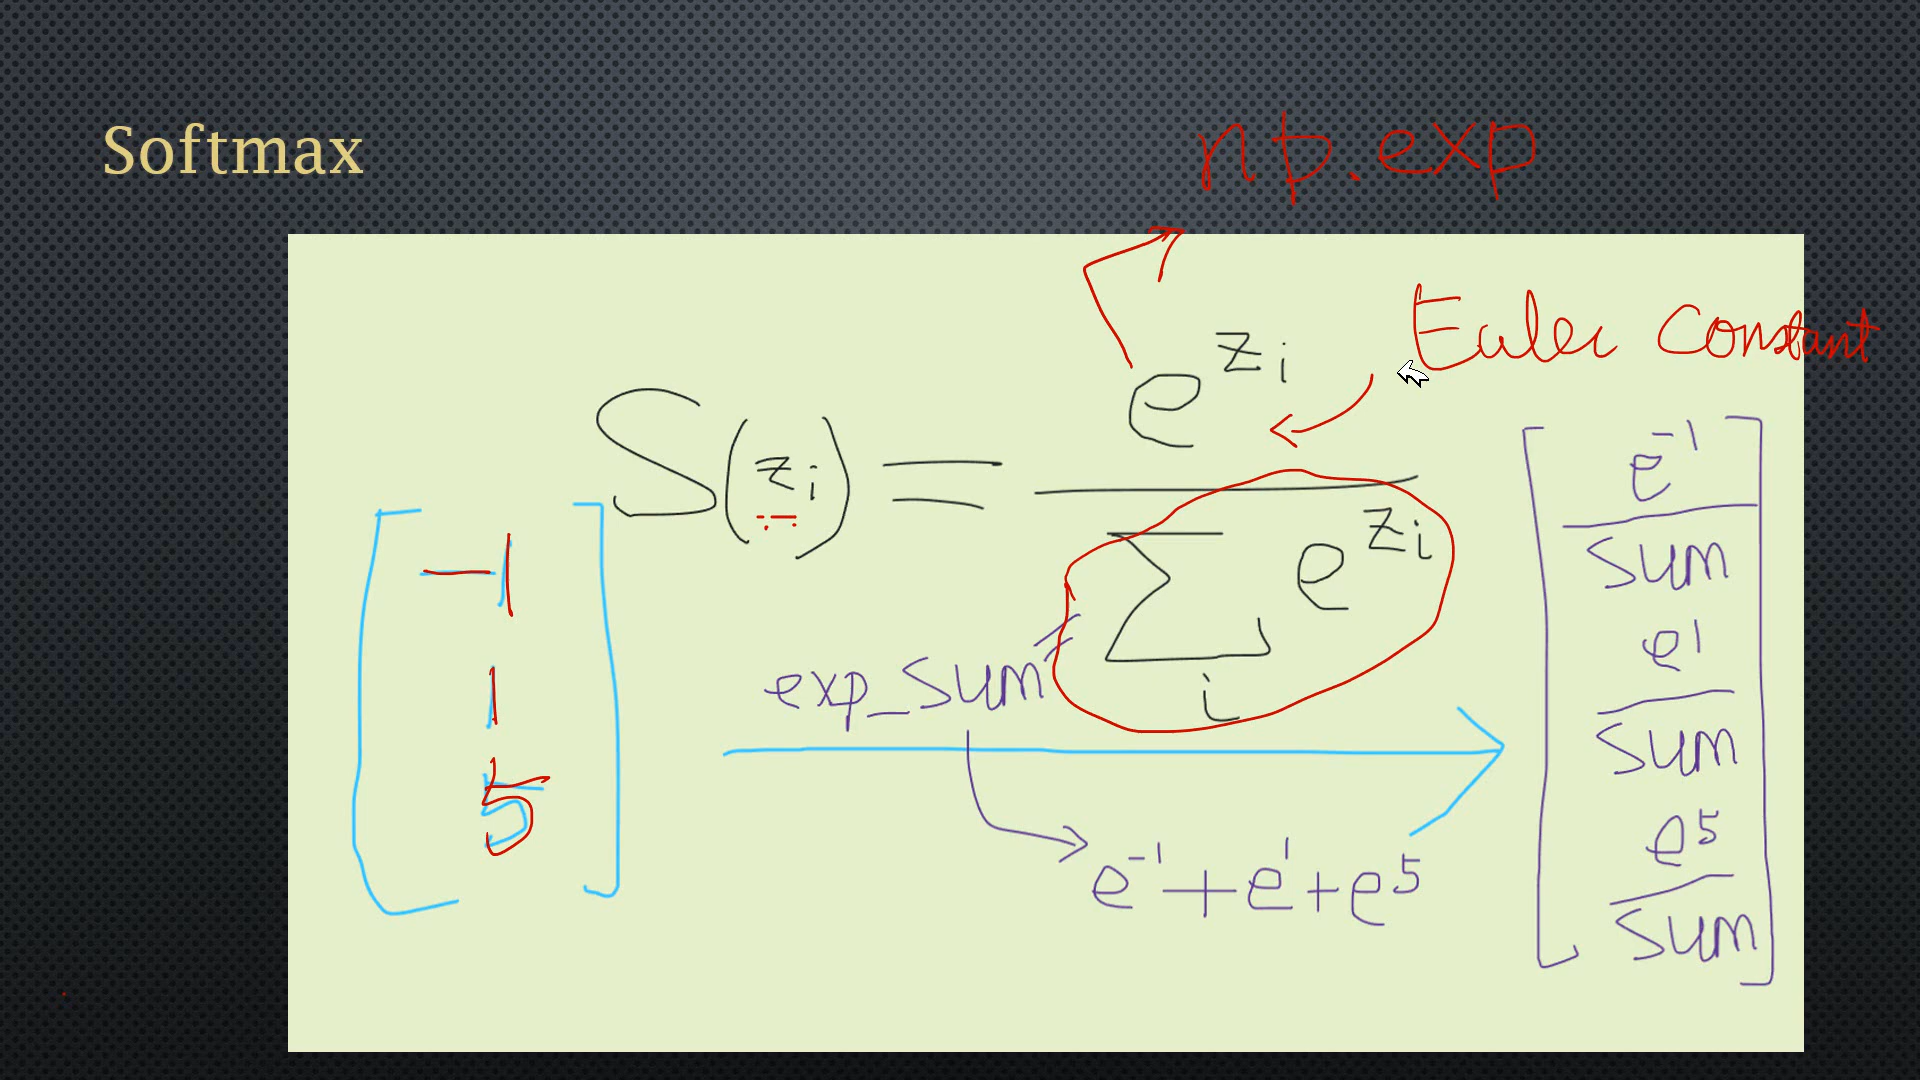 Softmax
np.exp
Euler Constant
S(zi) = e^zi / Σ i e^zi
-1
1
5
exp_sum
e^-1 + e^1 + e^5
e^-1
sum
e^1
sum
e^5
sum